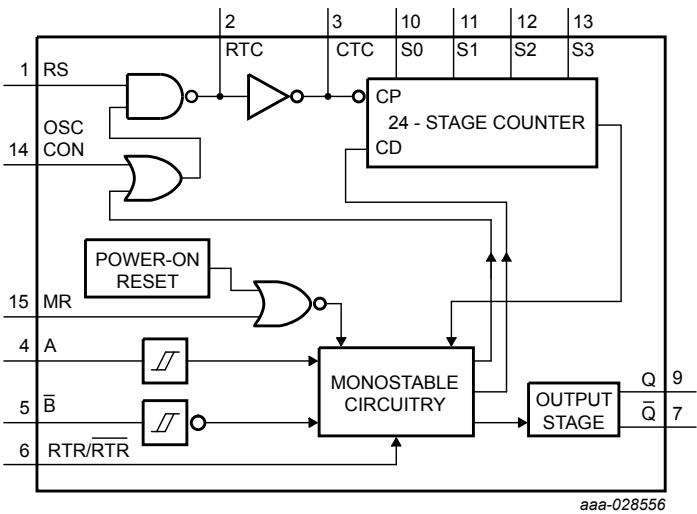 2 3 10 11 12 13
RTC CTC S0 S1 S2 S3
1 RS
CP
24 - STAGE COUNTER
CD
OSC
14 CON
POWER-ON
RESET
15 MR
4 A
MONOSTABLE
CIRCUITRY
5 B̅
6 RTR/R̅T̅R̅
OUTPUT
STAGE
Q 9
Q̅ 7
aaa-028556